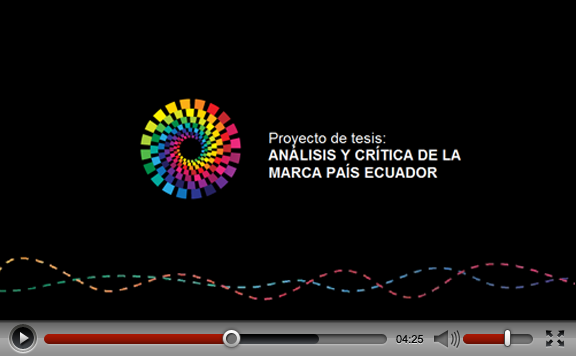 Proyecto de tesis:
ANÁLISIS Y CRÍTICA DE LA
MARCA PAÍS ECUADOR
04:25